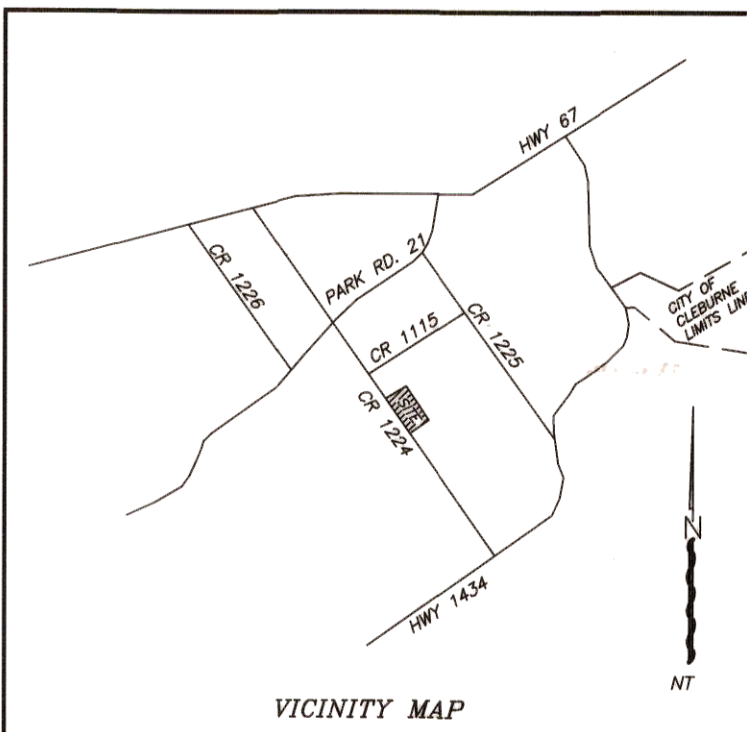 HWY 67
CR 1226
PARK RD. 21
CR 1115
CR 1225
CITY OF
CLEBURNE
LIMITS LINE
SITE
CR 1224
HWY 1434
N
NT
VICINITY MAP